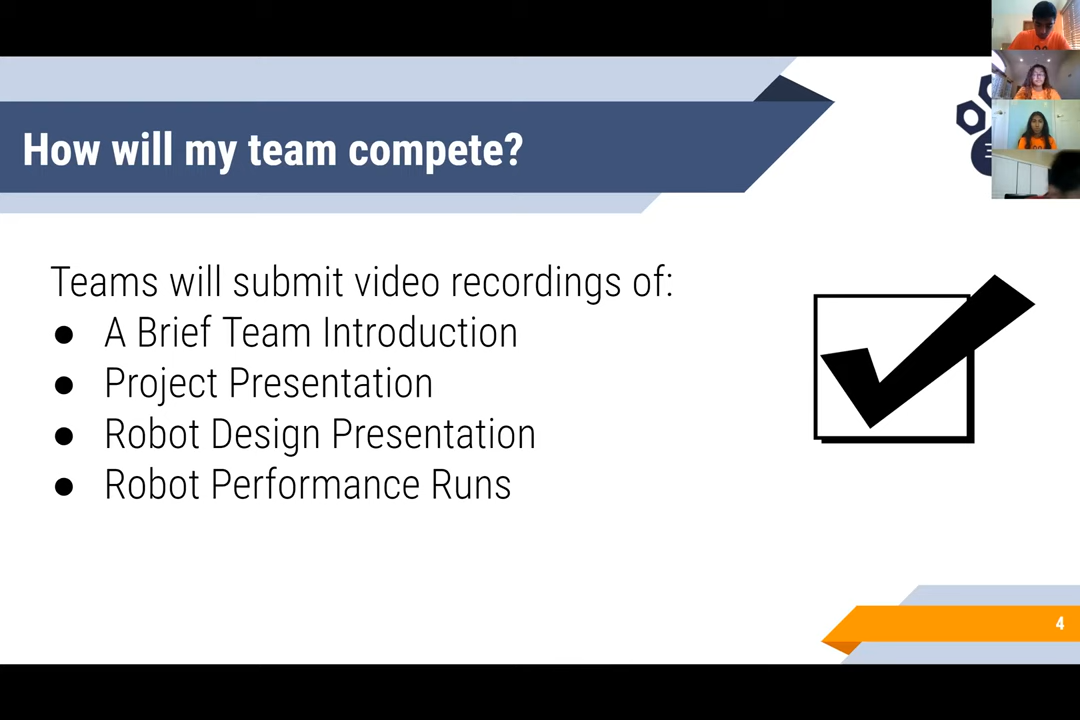 How will my team compete?
Teams will submit video recordings of:
● A Brief Team Introduction
● Project Presentation
● Robot Design Presentation
● Robot Performance Runs
4